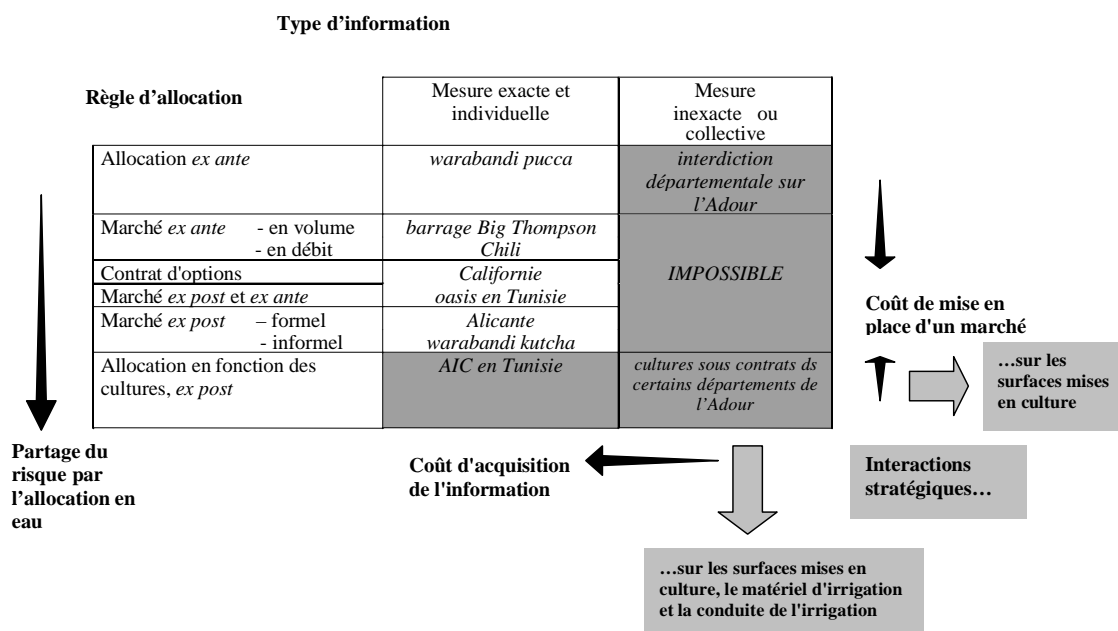 Type d’information
Règle d’allocation
Mesure exacte et
individuelle
Mesure
inexacte ou
collective
Allocation ex ante
warabandi pucca
interdiction
départementale sur
l’Adour
Marché ex ante - en volume
- en débit
barrage Big Thompson
Chili
IMPOSSIBLE
Contrat d'options
Californie
Marché ex post et ex ante
oasis en Tunisie
Marché ex post – formel
- informel
Alicante
warabandi kutcha
Allocation en fonction des
cultures, ex post
AIC en Tunisie
cultures sous contrats ds
certains départements de
l’Adour
Coût de mise en
place d'un marché
…sur les
surfaces mises
en culture
Partage du
risque par
l’allocation en
eau
Coût d'acquisition
de l'information
Interactions
stratégiques…
…sur les surfaces mises en
culture, le matériel d'irrigation
et la conduite de l'irrigation